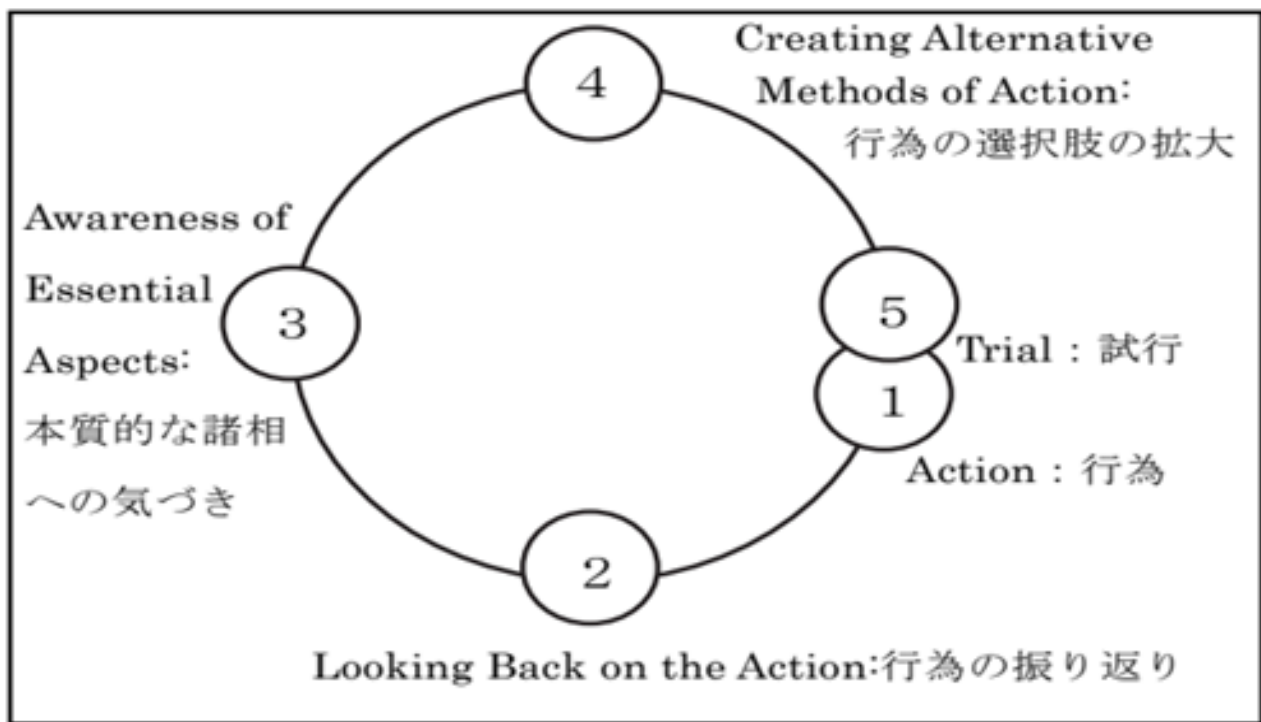 4
Creating Alternative
Methods of Action:
行為の選択肢の拡大
Awareness of
Essential
Aspects:
本質的な諸相
への気づき
3
5
Trial：試行
1
Action：行為
2
Looking Back on the Action:行為の振り返り